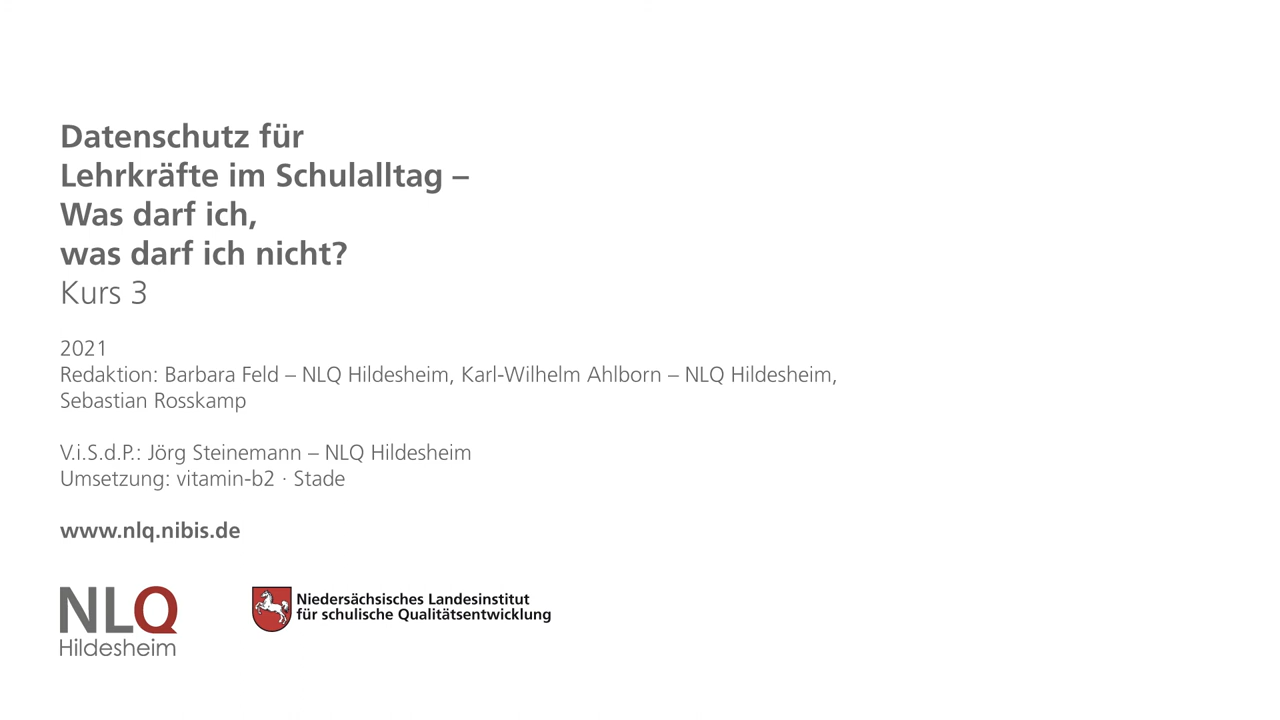 Datenschutz für
Lehrkräfte im Schulalltag –
Was darf ich,
was darf ich nicht?
Kurs 3
2021
Redaktion: Barbara Feld – NLQ Hildesheim, Karl-Wilhelm Ahlborn – NLQ Hildesheim,
Sebastian Rosskamp
V.i.S.d.P.: Jörg Steinemann – NLQ Hildesheim
Umsetzung: vitamin-b2 · Stade
www.nlq.nibis.de
NLQ
Hildesheim
Niedersächsisches Landesinstitut
für schulische Qualitätsentwicklung